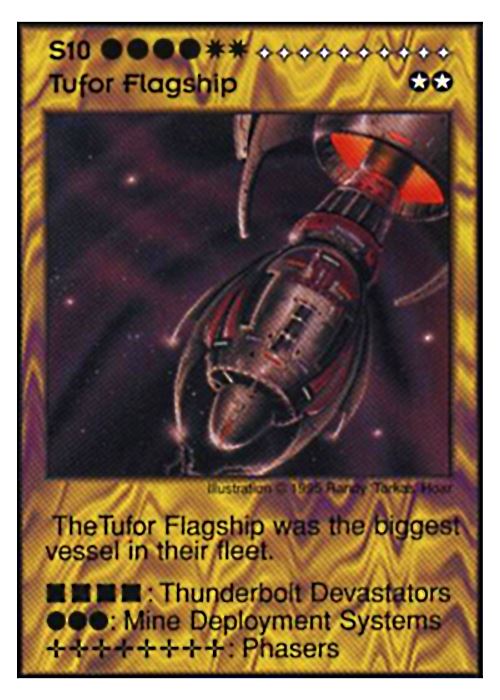 S10
Tufor Flagship
Illustration © 1995 Randy 'Tarkas' Hoar
TheTufor Flagship was the biggest
vessel in their fleet.
: Thunderbolt Devastators
: Mine Deployment Systems
: Phasers